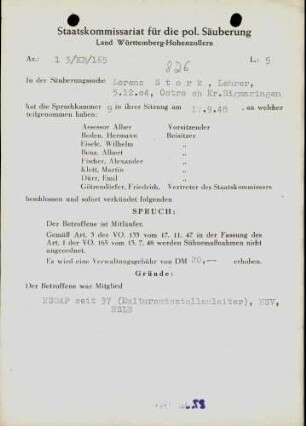 Staatskommissariat für die pol. Säuberung
Land Württemberg-Hohenzollern
Az.: 1 3/KB/165 L: 5
826
In der Säuberungssache Lorenz Stork, Lehrer,
5.12.04, Ostrach Kr.Sigmaringen
hat die Spruchkammer 9 in ihrer Sitzung am 17.9.48, an welcher
teilgenommen haben:
Assessor Alber Vorsitzender
Boden, Hermann Beisitzer
Eisele, Wilhelm „
Benz, Albert „
Fischer, Alexander „
Klett, Martin „
Dürr, Emil „
Götzendörfer, Friedrich, Vertreter des Staatskommissars
beschlossen und sofort verkündet folgenden
SPRUCH:
Der Betroffene ist Mitläufer.
Gemäß Art. 3 der VO. 133 vom 17. 11. 47 in der Fassung des
Art. 1 der VO. 165 vom 13. 7. 48 werden Sühnemaßnahmen nicht
angeordnet.
Es wird eine Verwaltungsgebühr von DM 20,-- erhoben.
Gründe:
Der Betroffene war Mitglied
NSDAP seit 37 (Kulturamtsstellenleiter), NSV,
NSLB